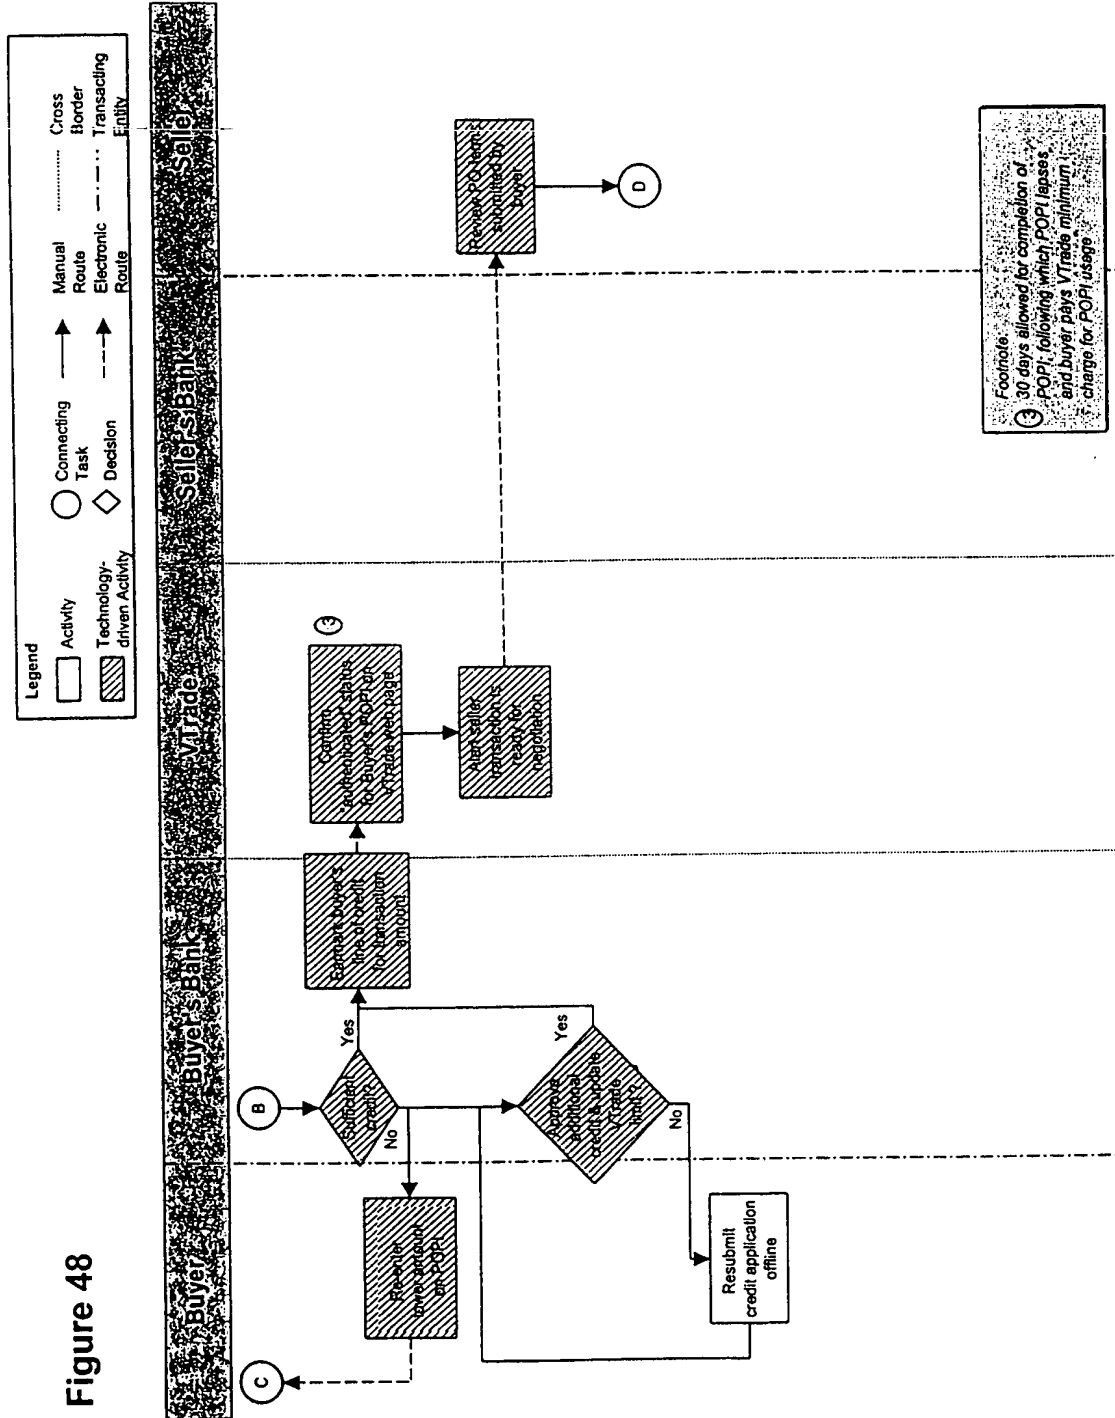 Figure 48
Legend
Activity
Technology-
driven Activity
Connecting
Task
Decision
Manual
Route
Electronic
Route
Cross
Border
Transacting
Entity
Buyer
Buyer's Bank
VTrade
Seller's Bank
Seller
B
C
Sufficient
credit?
Yes
No
Re-enter
lower amount
on POPI
Earmark buyer's
line of credit
for transaction
amount
Confirm
"authenticated" status
for Buyer's POPI on
VTrade web page
3
Alert seller
transaction is
ready for
negotiation
Review PO term
submitted by
buyer
D
Approve
additional
credit & update
VTrade
limit?
Yes
No
Resubmit
credit application
offline
Footnote:
3 30 days allowed for completion of
POPI, following which POPI lapses
and buyer pays VTrade minimum
charge for POPI usage